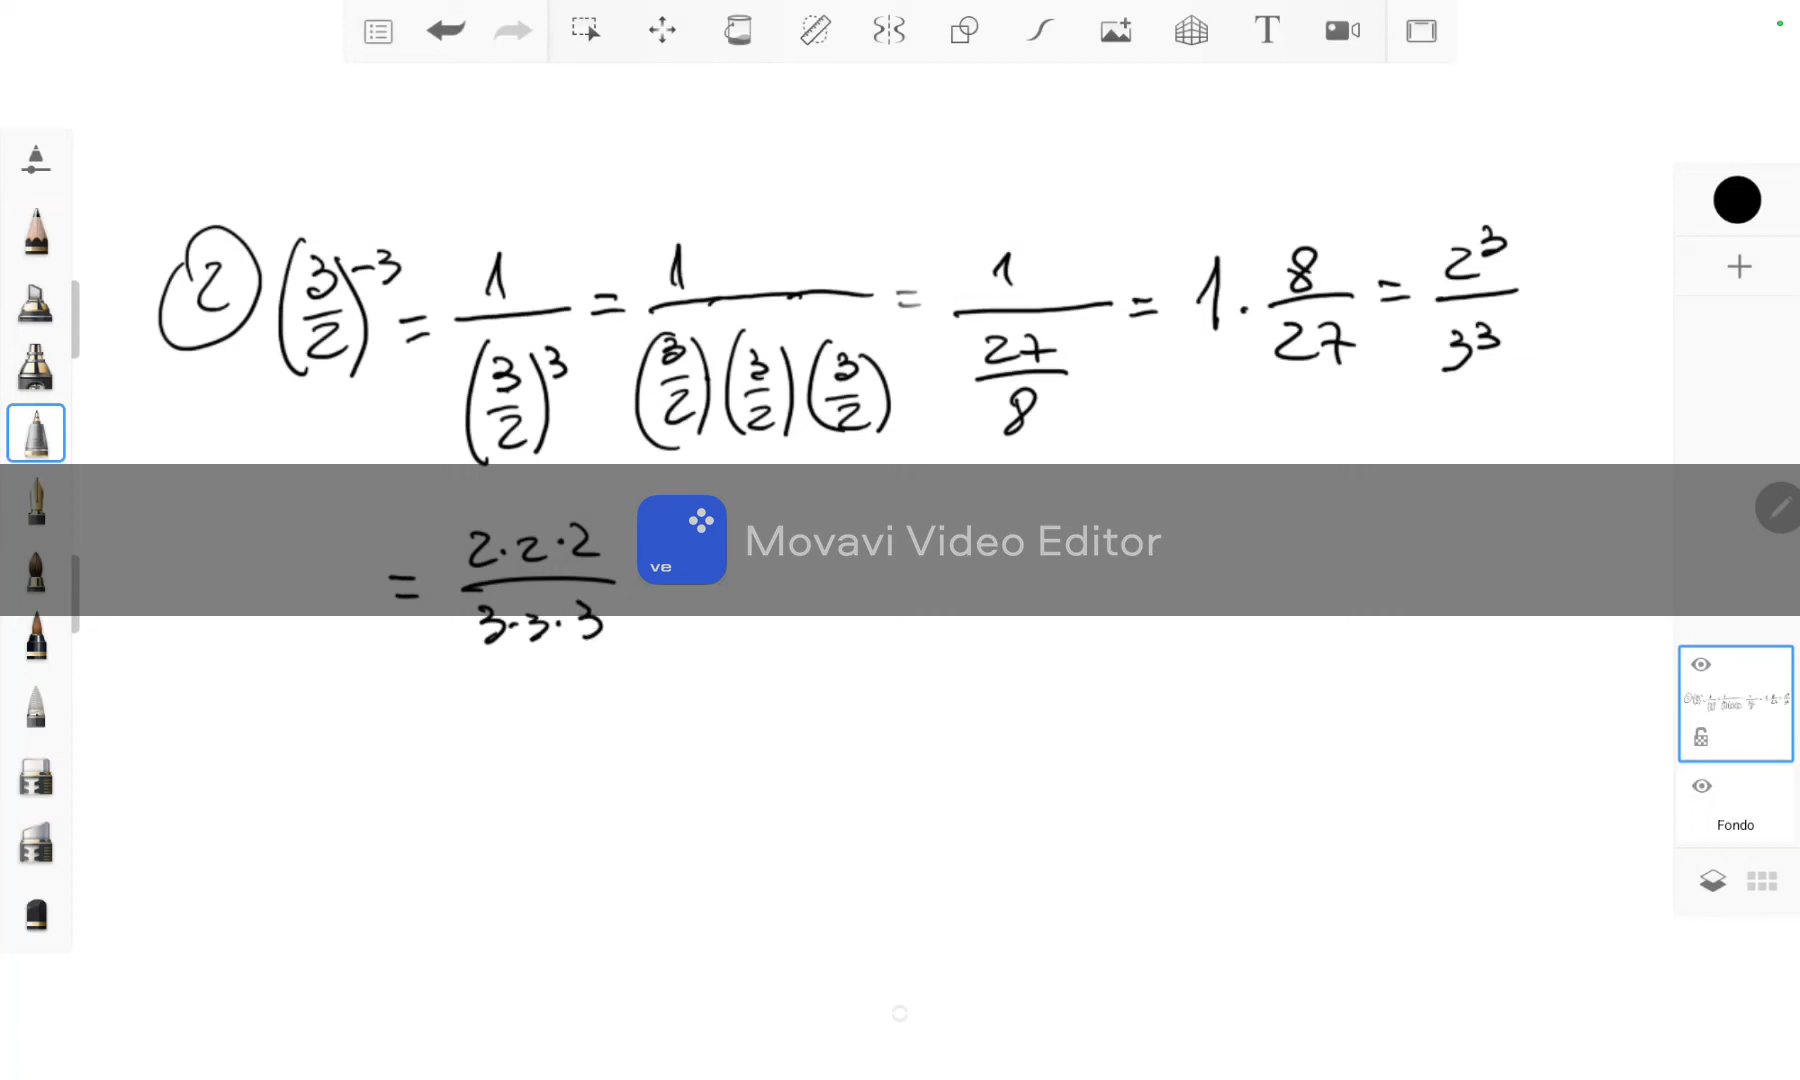 T
② (3/2)^-3 = 1/(3/2)^3 = 1/((3/2)(3/2)(3/2)) = 1/(27/8) = 1 · 8/27 = 2^3/3^3
= 2·2·2/3·3·3
ve Movavi Video Editor
Fondo